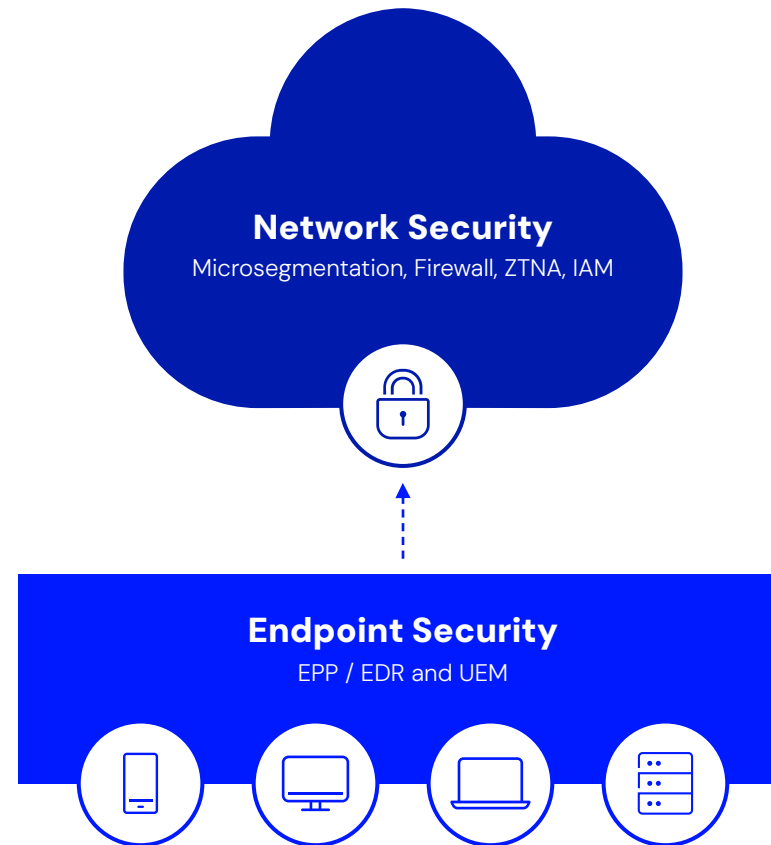 Network Security
Microsegmentation, Firewall, ZTNA, IAM
Endpoint Security
EPP / EDR and UEM